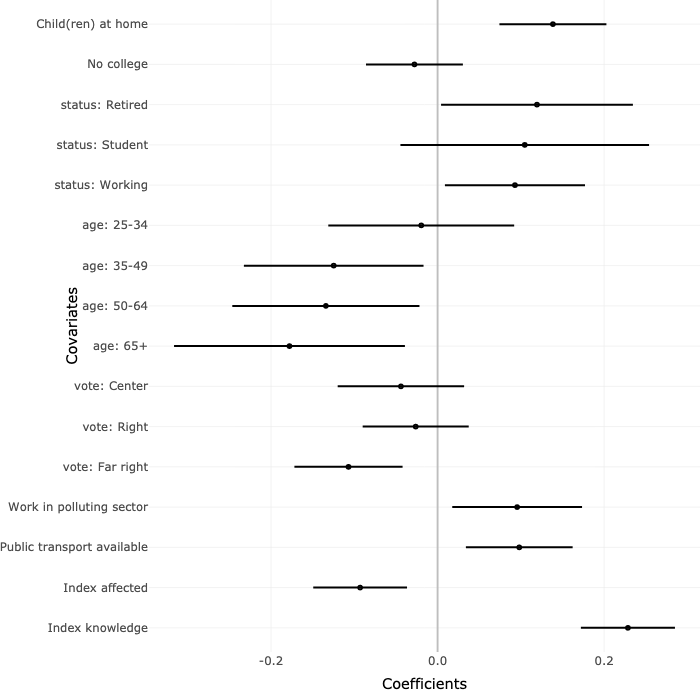 Child(ren) at home
No college
status: Retired
status: Student
status: Working
age: 25-34
age: 35-49
age: 50-64
age: 65+
vote: Center
vote: Right
vote: Far right
Work in polluting sector
Public transport available
Index affected
Index knowledge
Covariates
-0.2 0.0 0.2
Coefficients